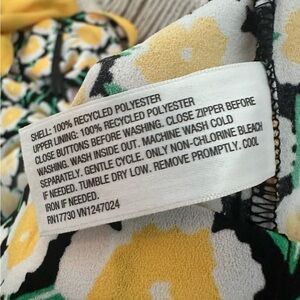 SHELL: 100% RECYCLED POLYESTER
UPPER LINING: 100% RECYCLED POLYESTER
CLOSE BUTTONS BEFORE WASHING. CLOSE ZIPPER BEFORE
WASHING. WASH INSIDE OUT. MACHINE WASH COLD
SEPARATELY. GENTLE CYCLE. ONLY NON-CHLORINE BLEACH
IF NEEDED. TUMBLE DRY LOW. REMOVE PROMPTLY. COOL
IRON IF NEEDED.
RN17730 VN1247024